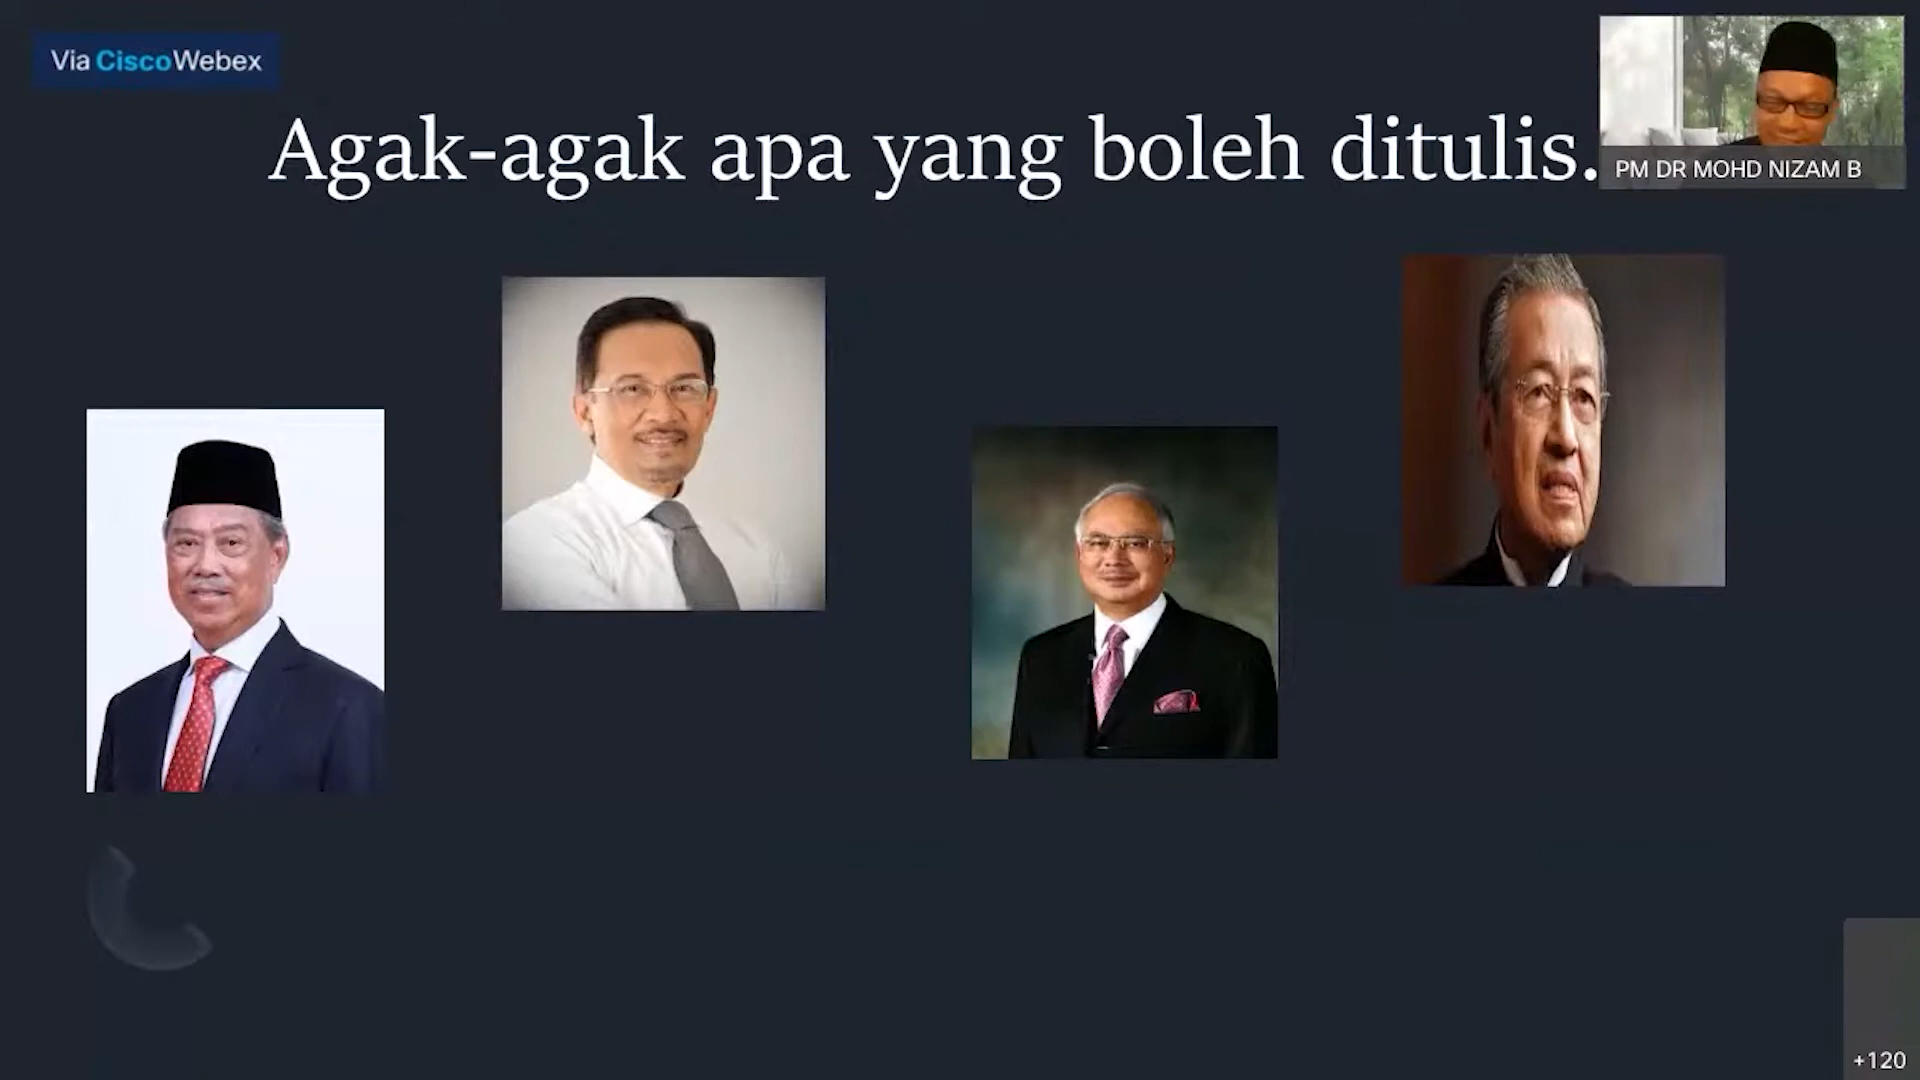 Via CiscoWebex
Agak-agak apa yang boleh ditulis.
PM DR MOHD NIZAM B
+120